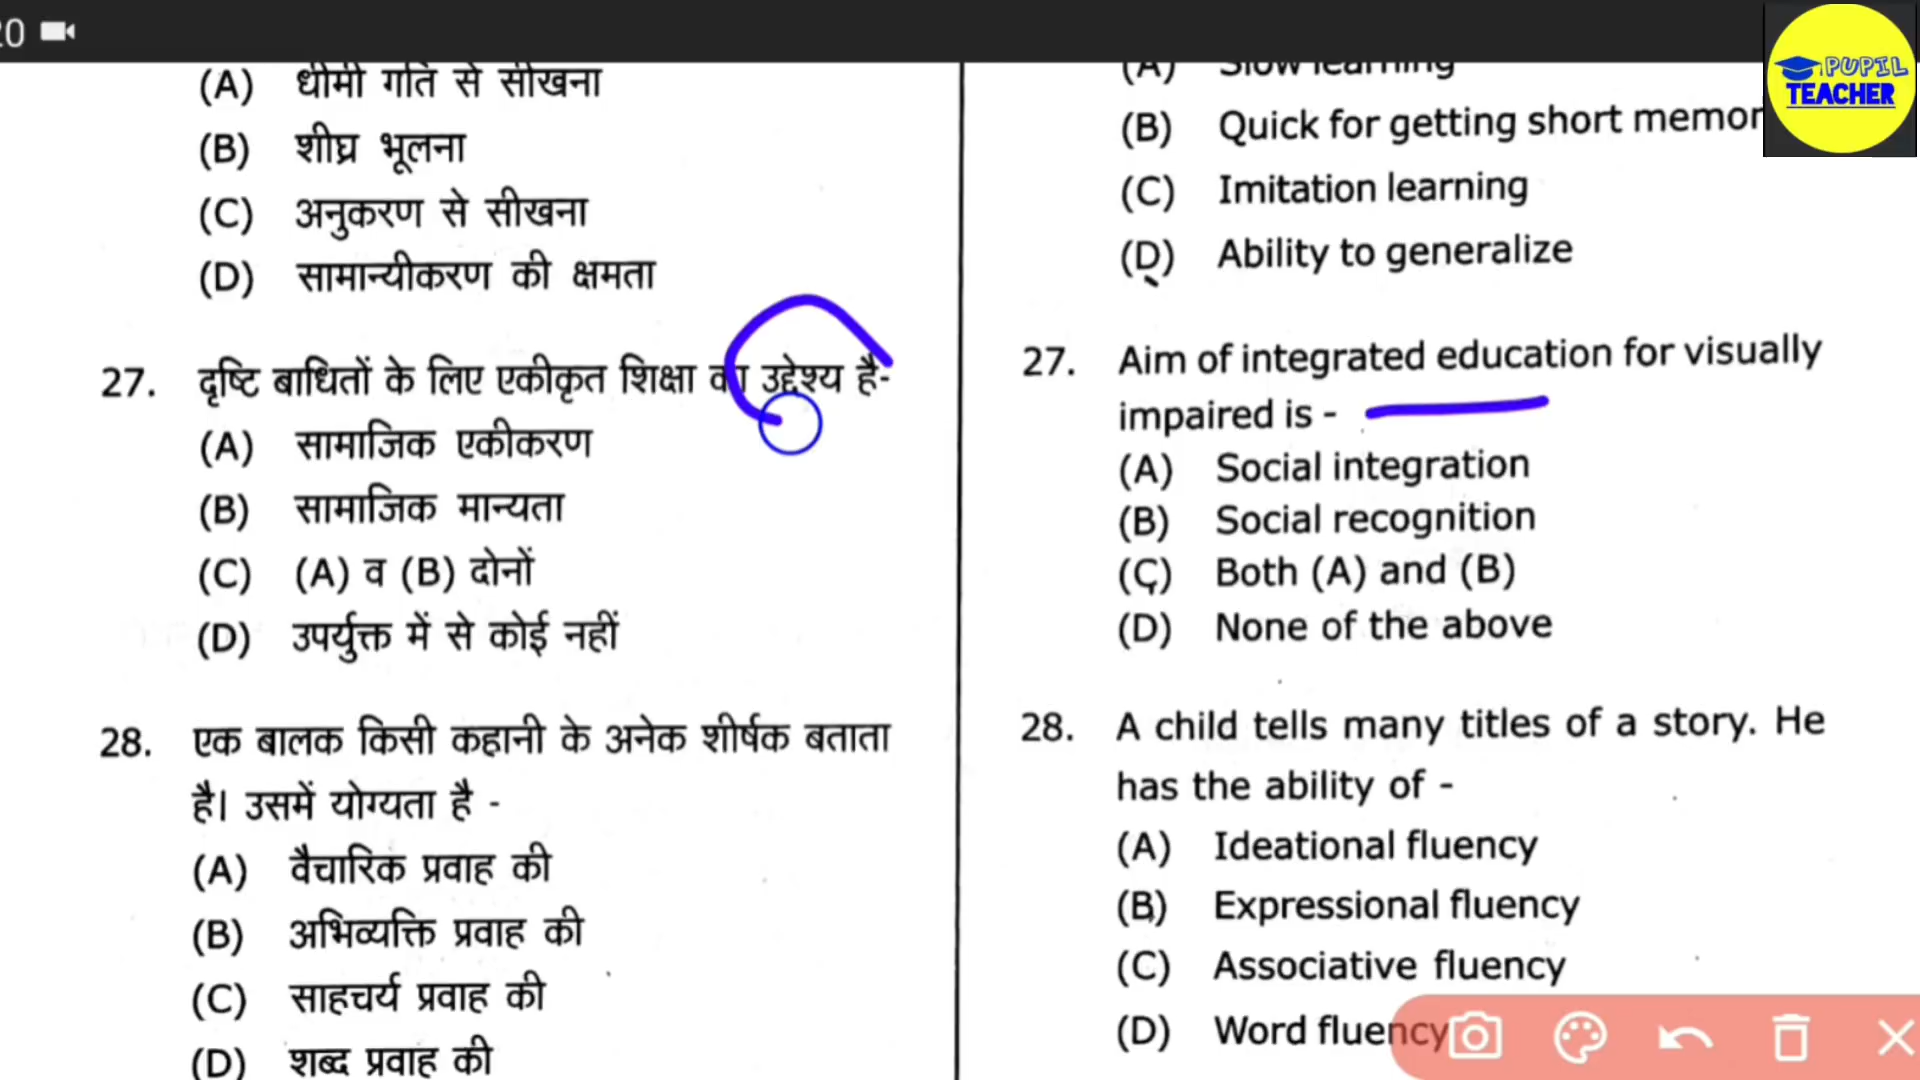 20
PUPIL
TEACHER
(A) धीमी गति से सीखना
(B) शीघ्र भूलना
(C) अनुकरण से सीखना
(D) सामान्यीकरण की क्षमता
27. दृष्टि बाधितों के लिए एकीकृत शिक्षा का उद्देश्य है-
(A) सामाजिक एकीकरण
(B) सामाजिक मान्यता
(C) (A) व (B) दोनों
(D) उपर्युक्त में से कोई नहीं
28. एक बालक किसी कहानी के अनेक शीर्षक बताता
है। उसमें योग्यता है -
(A) वैचारिक प्रवाह की
(B) अभिव्यक्ति प्रवाह की
(C) साहचर्य प्रवाह की
(D) शब्द प्रवाह की
(A) Slow learning
(B) Quick for getting short memor
(C) Imitation learning
(D) Ability to generalize
27. Aim of integrated education for visually
impaired is -
(A) Social integration
(B) Social recognition
(C) Both (A) and (B)
(D) None of the above
28. A child tells many titles of a story. He
has the ability of -
(A) Ideational fluency
(B) Expressional fluency
(C) Associative fluency
(D) Word fluency